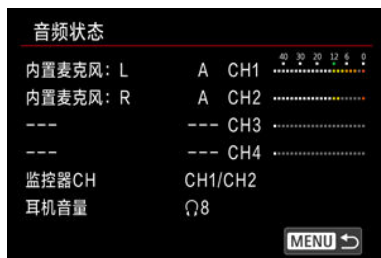 音频状态
40 30 20 12 6 0
内置麦克风：L A CH1
内置麦克风：R A CH2
--- --- CH3
--- --- CH4
监控器CH CH1/CH2
耳机音量 8
MENU